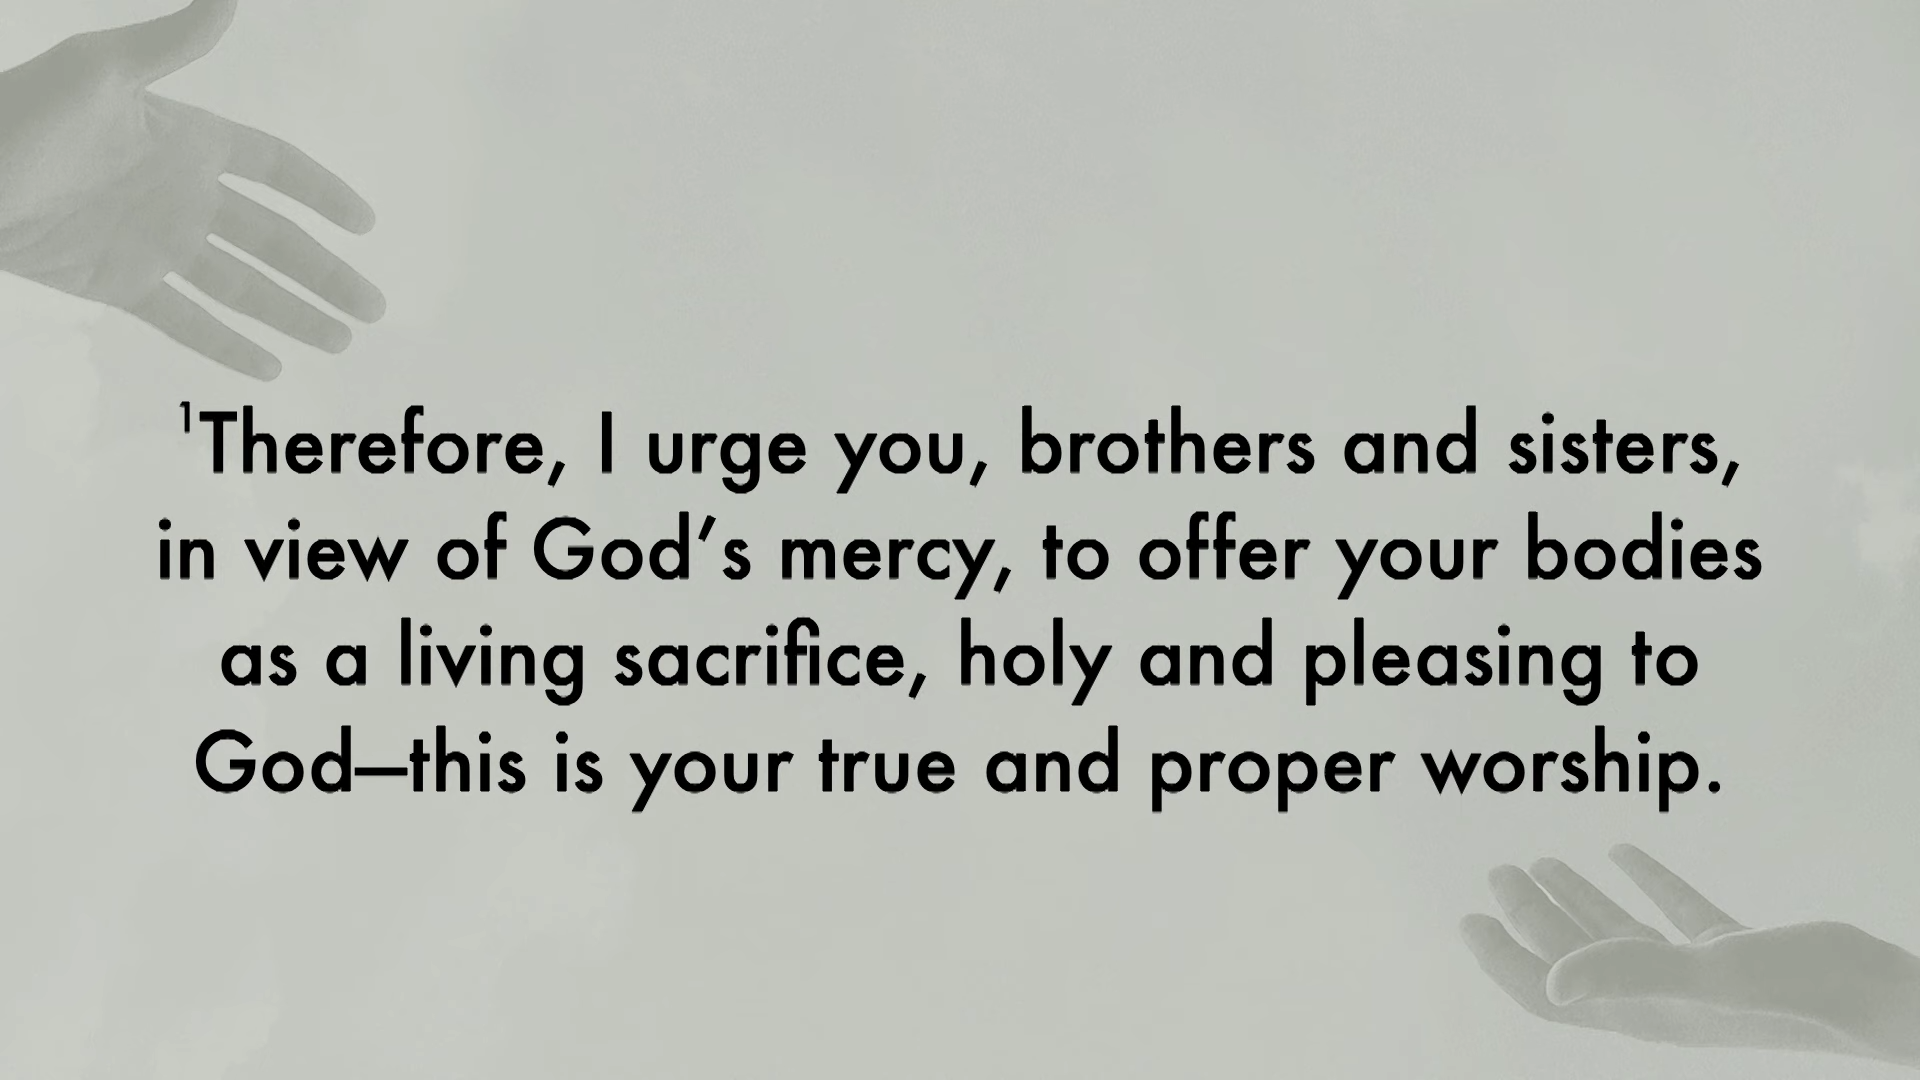 ¹Therefore, I urge you, brothers and sisters,
in view of God’s mercy, to offer your bodies
as a living sacrifice, holy and pleasing to
God—this is your true and proper worship.